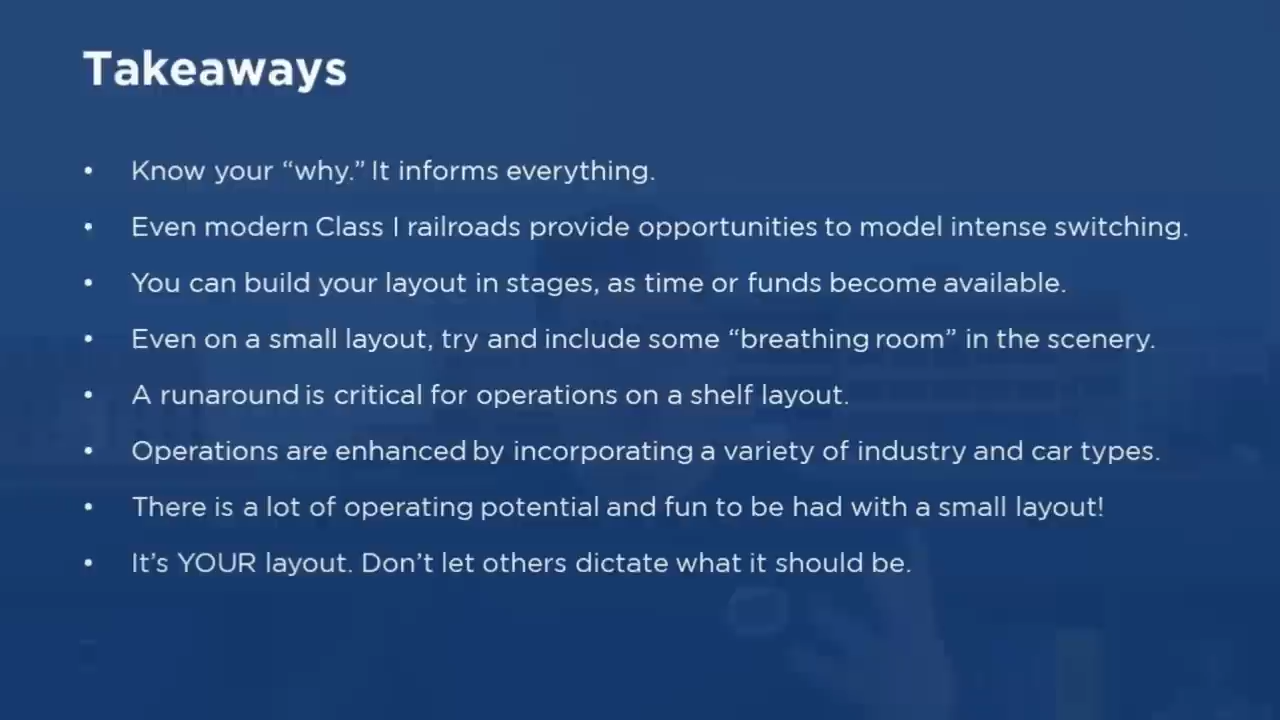 Takeaways
• Know your “why.” It informs everything.
• Even modern Class I railroads provide opportunities to model intense switching.
• You can build your layout in stages, as time or funds become available.
• Even on a small layout, try and include some “breathing room” in the scenery.
• A runaround is critical for operations on a shelf layout.
• Operations are enhanced by incorporating a variety of industry and car types.
• There is a lot of operating potential and fun to be had with a small layout!
• It’s YOUR layout. Don’t let others dictate what it should be.